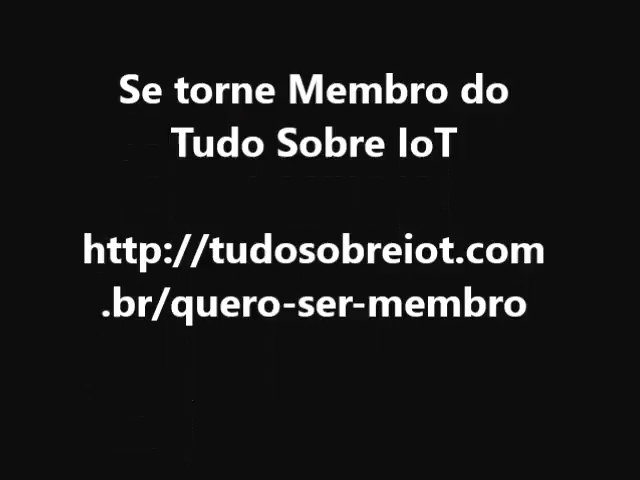 Se torne Membro do
Tudo Sobre IoT
http://tudosobreiot.com
.br/quero-ser-membro